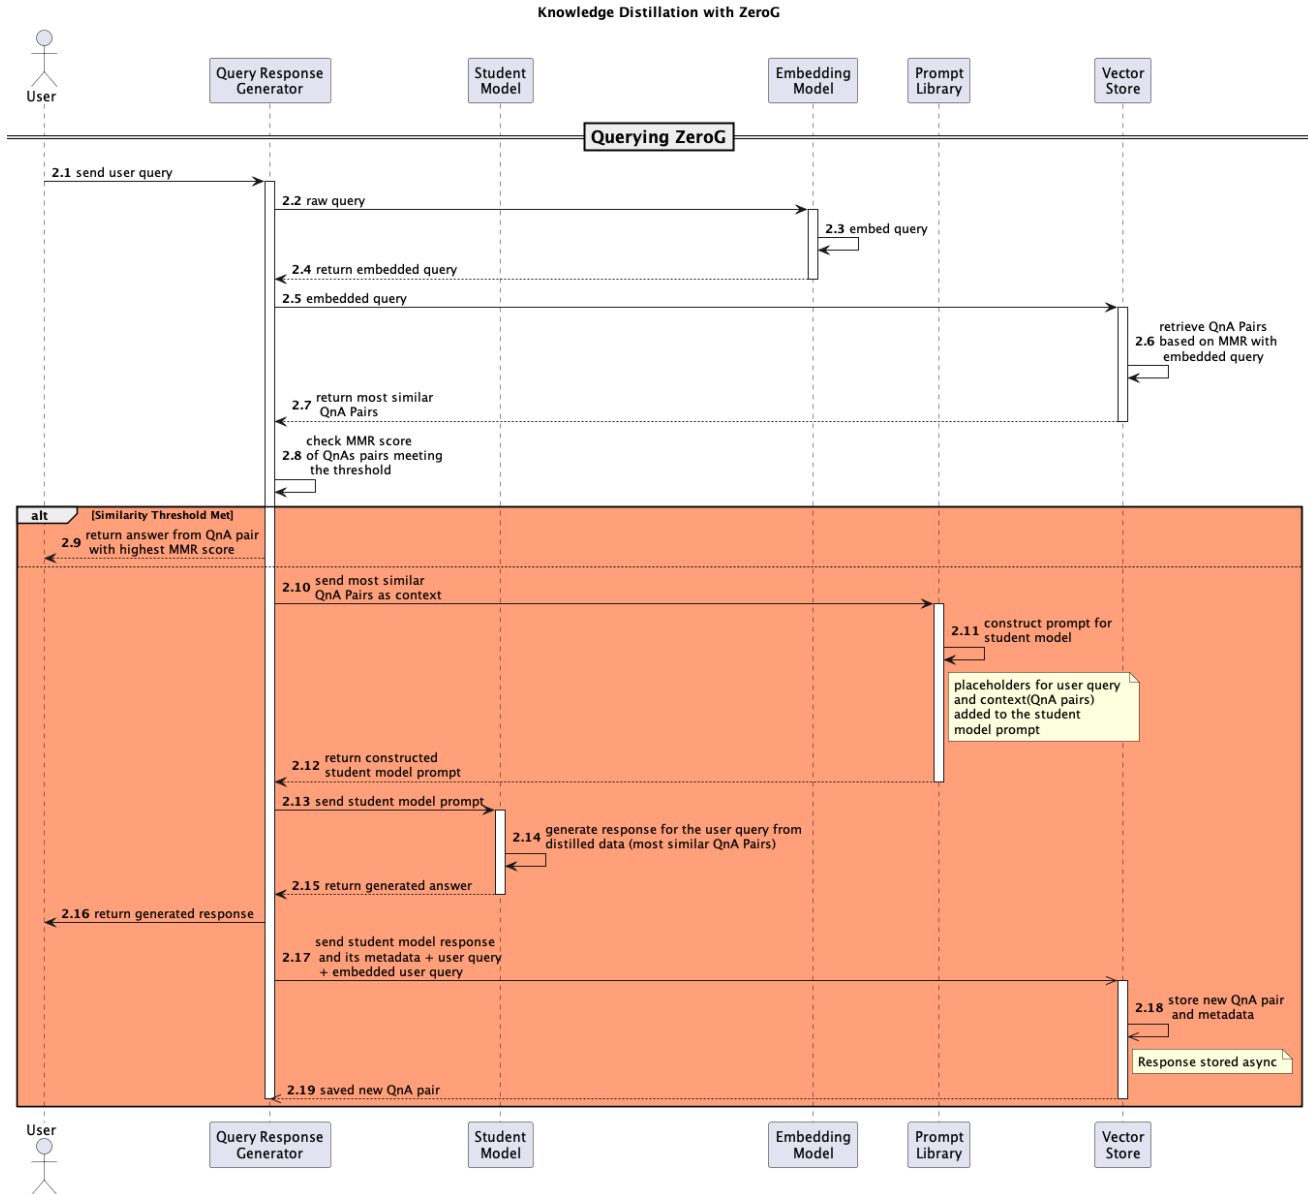 Knowledge Distillation with ZeroG
User
Query Response
Generator
Student
Model
Embedding
Model
Prompt
Library
Vector
Store
Querying ZeroG
2.1 send user query
2.2 raw query
2.3 embed query
2.4 return embedded query
2.5 embedded query
retrieve QnA Pairs
2.6 based on MMR with
embedded query
return most similar
2.7
QnA Pairs
check MMR score
2.8 of QnAs pairs meeting
the threshold
alt [Similarity Threshold Met]
return answer from QnA pair
2.9
with highest MMR score
send most similar
2.10
QnA Pairs as context
construct prompt for
2.11
student model
placeholders for user query
and context(QnA pairs)
added to the student
model prompt
return constructed
2.12
student model prompt
2.13 send student model prompt
generate response for the user query from
2.14
distilled data (most similar QnA Pairs)
2.15 return generated answer
2.16 return generated response
send student model response
2.17 and its metadata + user query
+ embedded user query
store new QnA pair
2.18
and metadata
Response stored async
2.19 saved new QnA pair
User
Query Response
Generator
Student
Model
Embedding
Model
Prompt
Library
Vector
Store